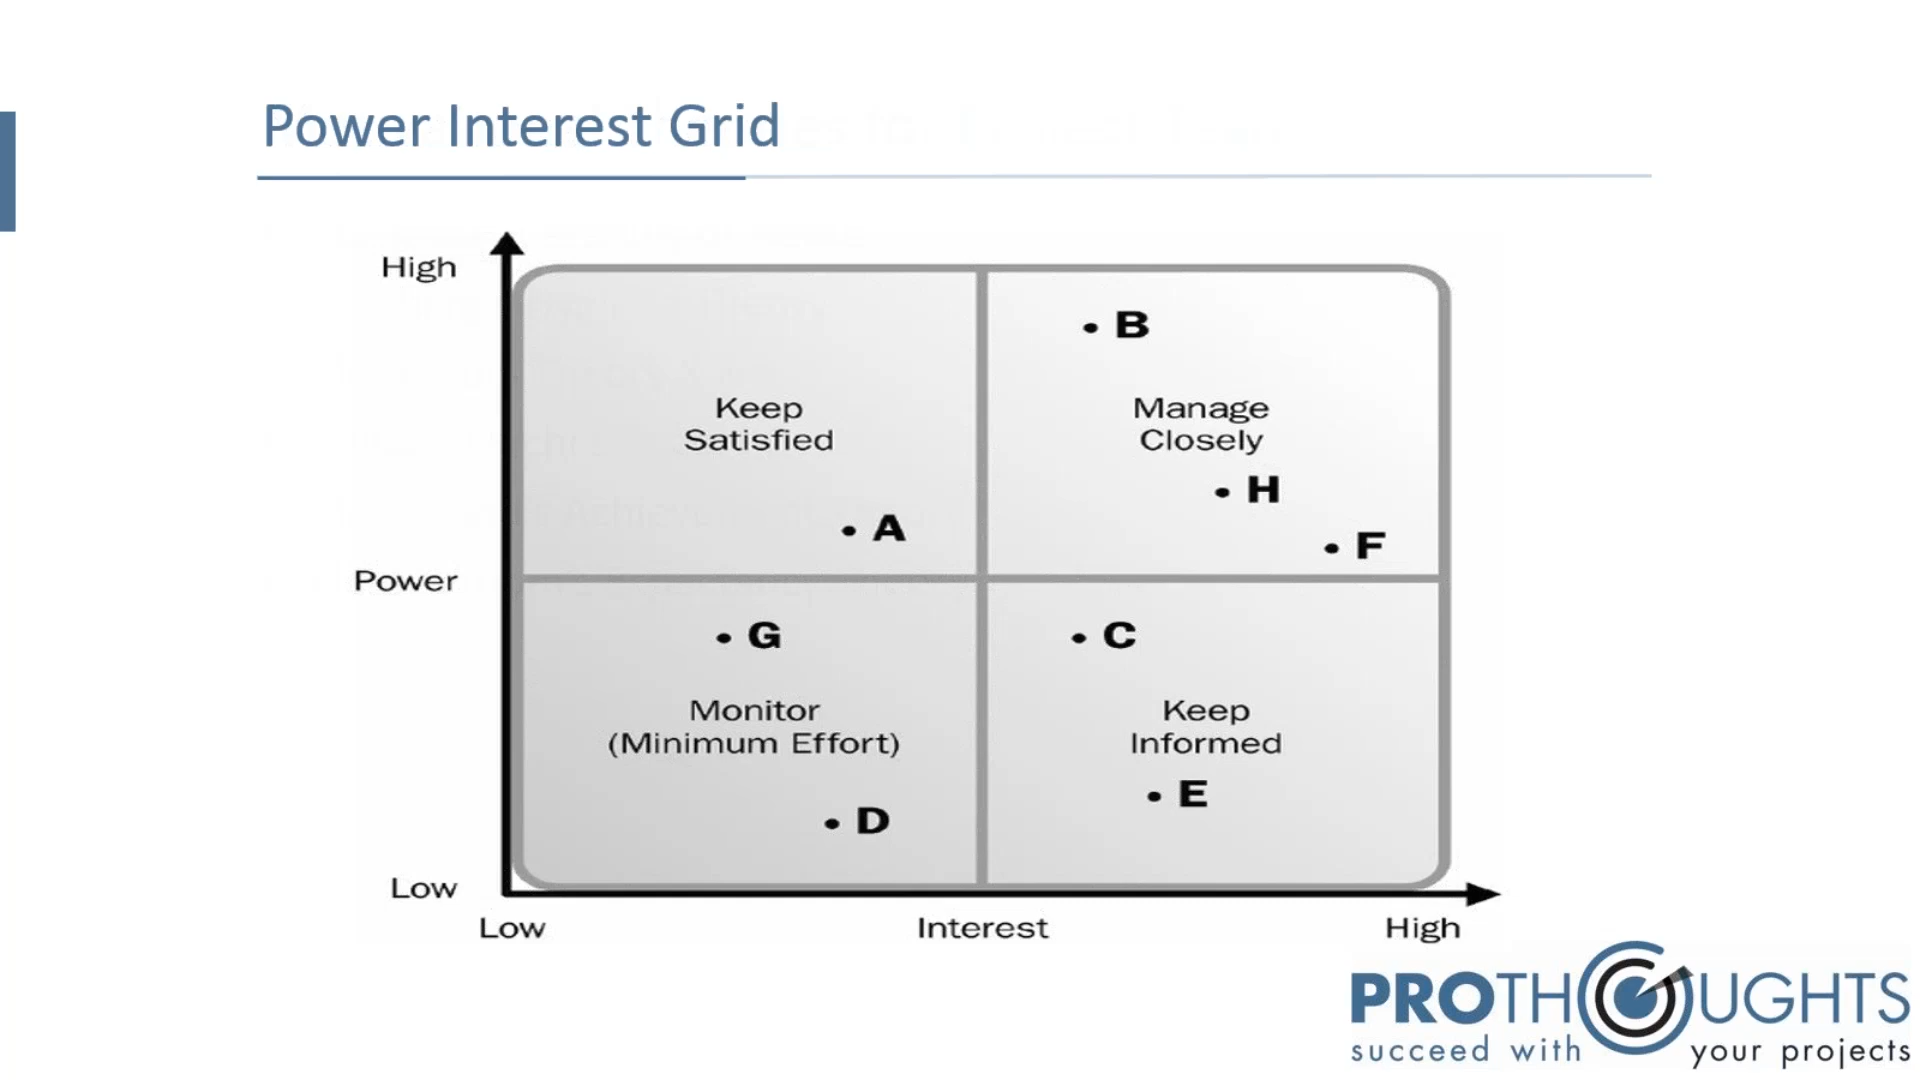 Power Interest Grid
High
B
Keep
Satisfied
Manage
Closely
H
A
F
Power
G
C
Monitor
(Minimum Effort)
Keep
Informed
E
D
Low
Low
Interest
High
PROTHOUGHTS
succeed with your projects